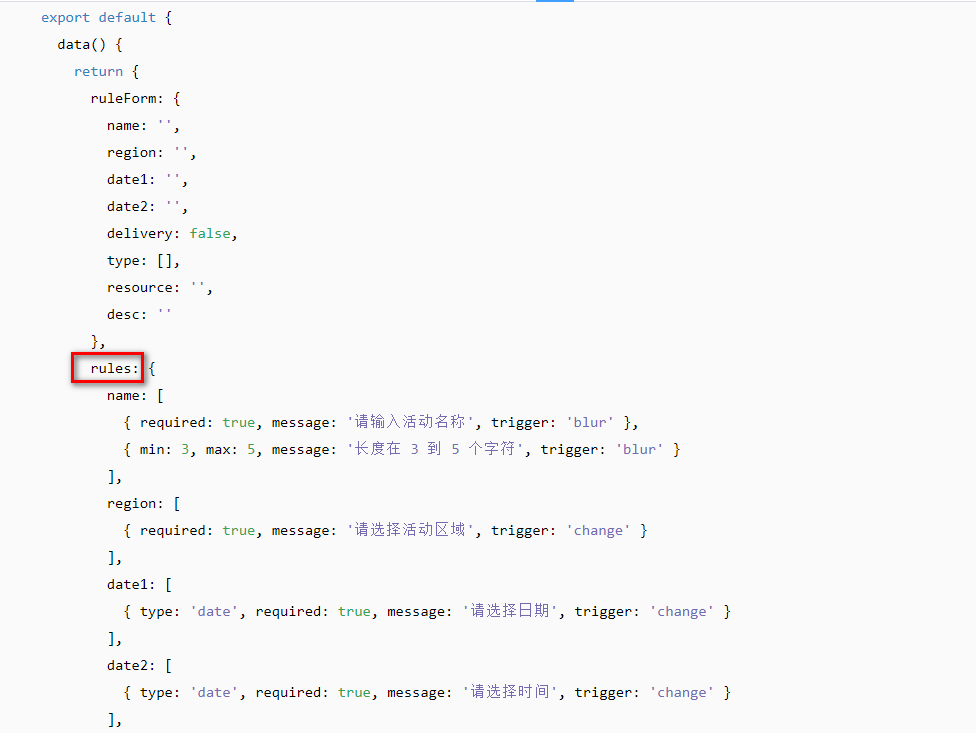 export default {
data() {
return {
ruleForm: {
name: '',
region: '',
date1: '',
date2: '',
delivery: false,
type: [],
resource: '',
desc: ''
},
rules: {
name: [
{ required: true, message: '请输入活动名称', trigger: 'blur' },
{ min: 3, max: 5, message: '长度在 3 到 5 个字符', trigger: 'blur' }
],
region: [
{ required: true, message: '请选择活动区域', trigger: 'change' }
],
date1: [
{ type: 'date', required: true, message: '请选择日期', trigger: 'change' }
],
date2: [
{ type: 'date', required: true, message: '请选择时间', trigger: 'change' }
],